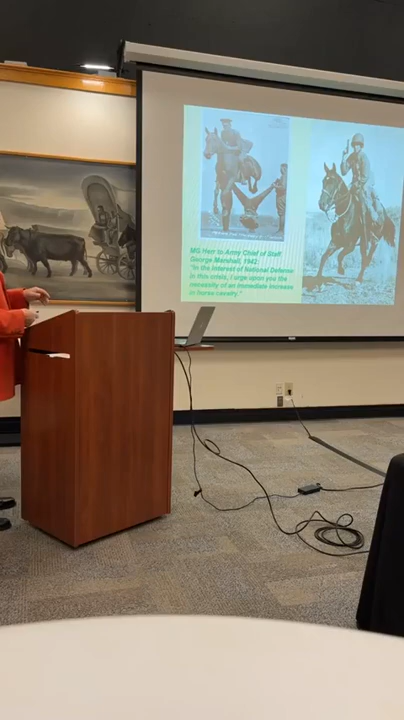 MG Herr to Army Chief of Staff
George Marshall, 1942:
"In the interest of National Defense
in this crisis, I urge upon you the
necessity of an immediate increase
in horse cavalry."